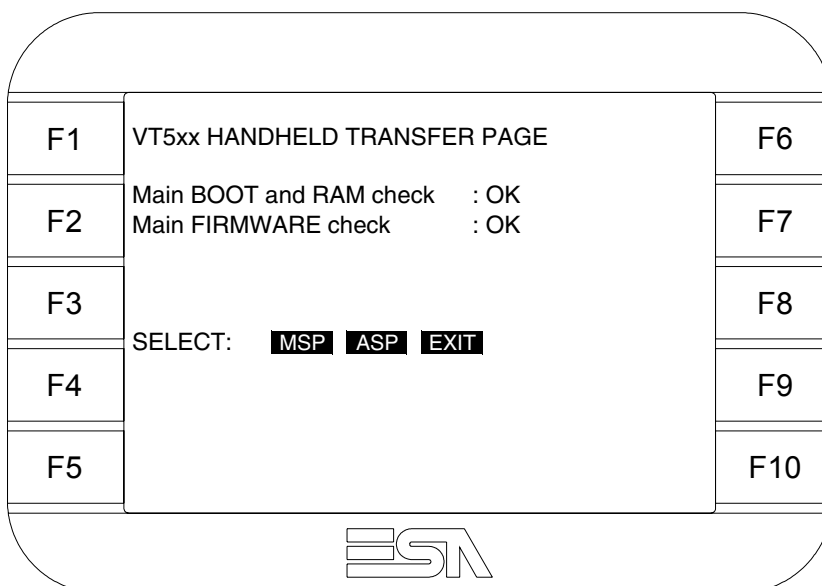 F1
F2
F3
F4
F5
VT5xx HANDHELD TRANSFER PAGE
Main BOOT and RAM check : OK
Main FIRMWARE check : OK
SELECT: MSP ASP EXIT
F6
F7
F8
F9
F10
ESA